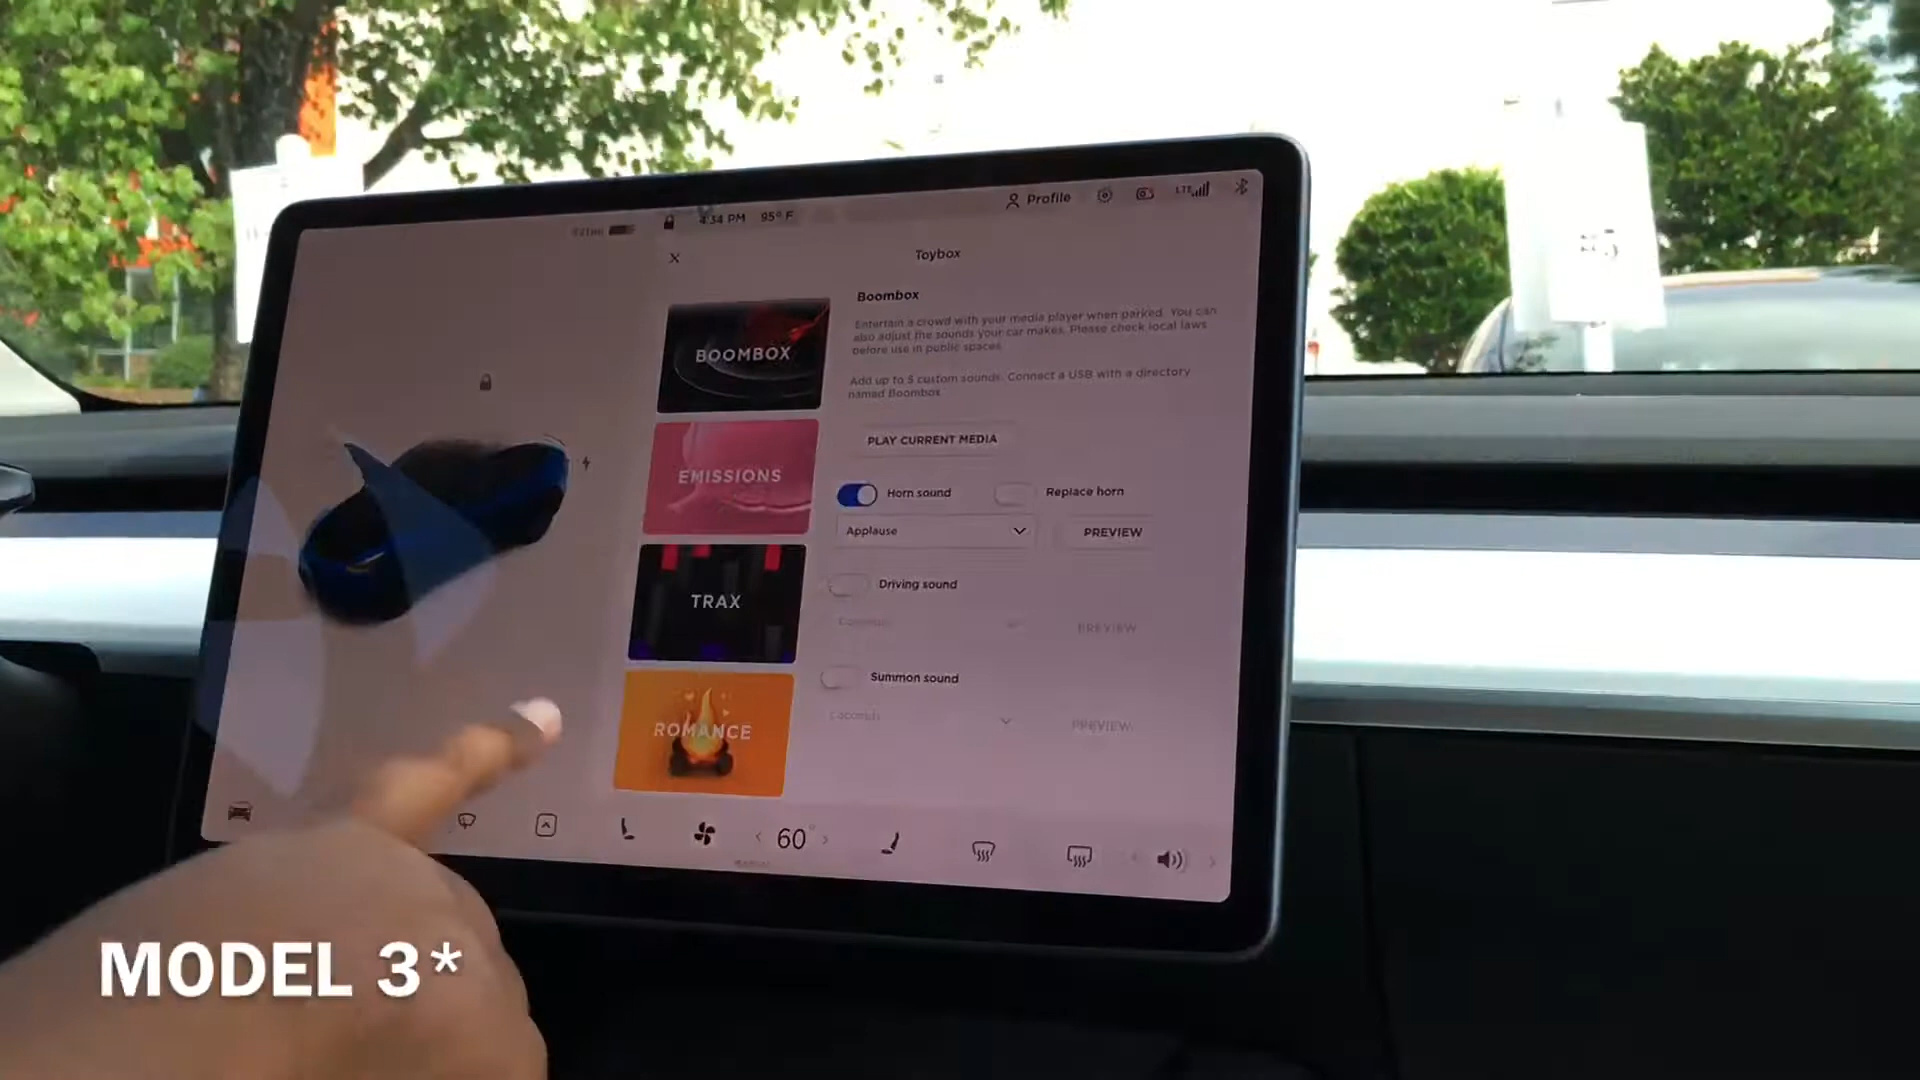 4:34 PM 95° F
Profile
LTE
X
Toybox
BOOMBOX
EMISSIONS
TRAX
ROMANCE
Boombox
Entertain a crowd with your media player when parked. You can
also adjust the sounds your car makes. Please check local laws
before use in public spaces.
Add up to 5 custom sounds. Connect a USB with a directory
named Boombox
PLAY CURRENT MEDIA
Horn sound
Replace horn
Applause
PREVIEW
Driving sound
PREVIEW
Summon sound
Coconuts
PREVIEW
60°
MODEL 3*